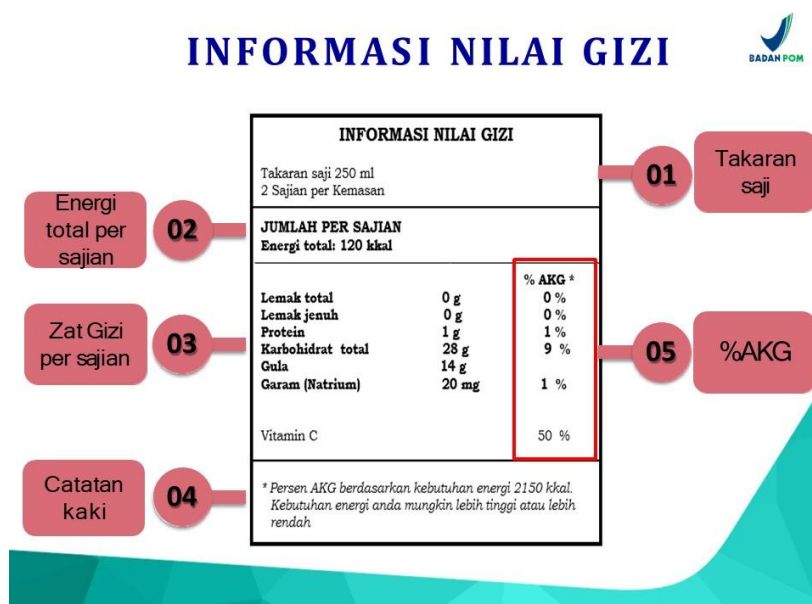 INFORMASI NILAI GIZI
BADAN POM
INFORMASI NILAI GIZI
Takaran saji 250 ml
2 Sajian per Kemasan
01
Takaran
saji
Energi
total per
sajian
02
JUMLAH PER SAJIAN
Energi total: 120 kkal
% AKG *
Lemak total 0 g 0 %
Lemak jenuh 0 g 0 %
Protein 1 g 1 %
Karbohidrat total 28 g 9 %
Gula 14 g
Garam (Natrium) 20 mg 1 %
Vitamin C 50 %
Zat Gizi
per sajian
03
05
%AKG
Catatan
kaki
04
* Persen AKG berdasarkan kebutuhan energi 2150 kkal.
Kebutuhan energi anda mungkin lebih tinggi atau lebih
rendah